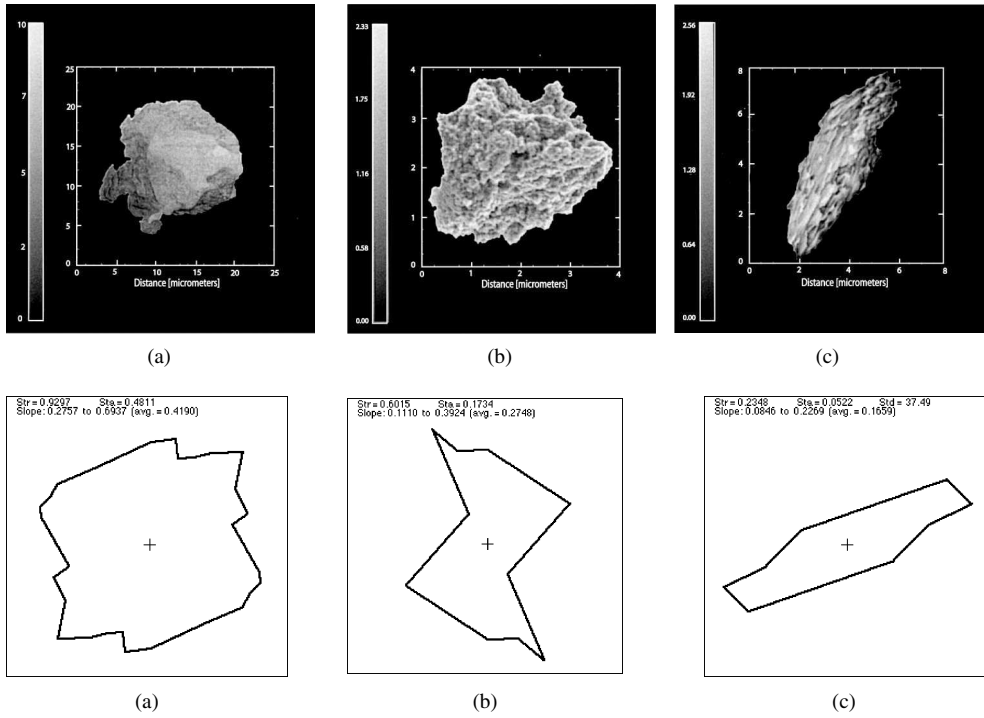 10
7
5
2
0
25
20
15
10
5
0
5 10 15 20 25
Distance [micrometers]
(a)
2.33
1.75
1.16
0.58
0.00
4
3
2
1
0
0 1 2 3 4
Distance [micrometers]
(b)
2.56
1.92
1.28
0.64
0.00
8
6
4
2
0
0 2 4 6 8
Distance [micrometers]
(c)
Str = 0.9297 Sta = 0.4811
Slope: 0.2757 to 0.6937 (avg. = 0.4190)
(a)
Str = 0.6015 Sta = 0.1734
Slope: 0.1110 to 0.3924 (avg. = 0.2748)
(b)
Str = 0.2348 Sta = 0.0522 Std = 37.49
Slope: 0.0846 to 0.2269 (avg. = 0.1659)
(c)